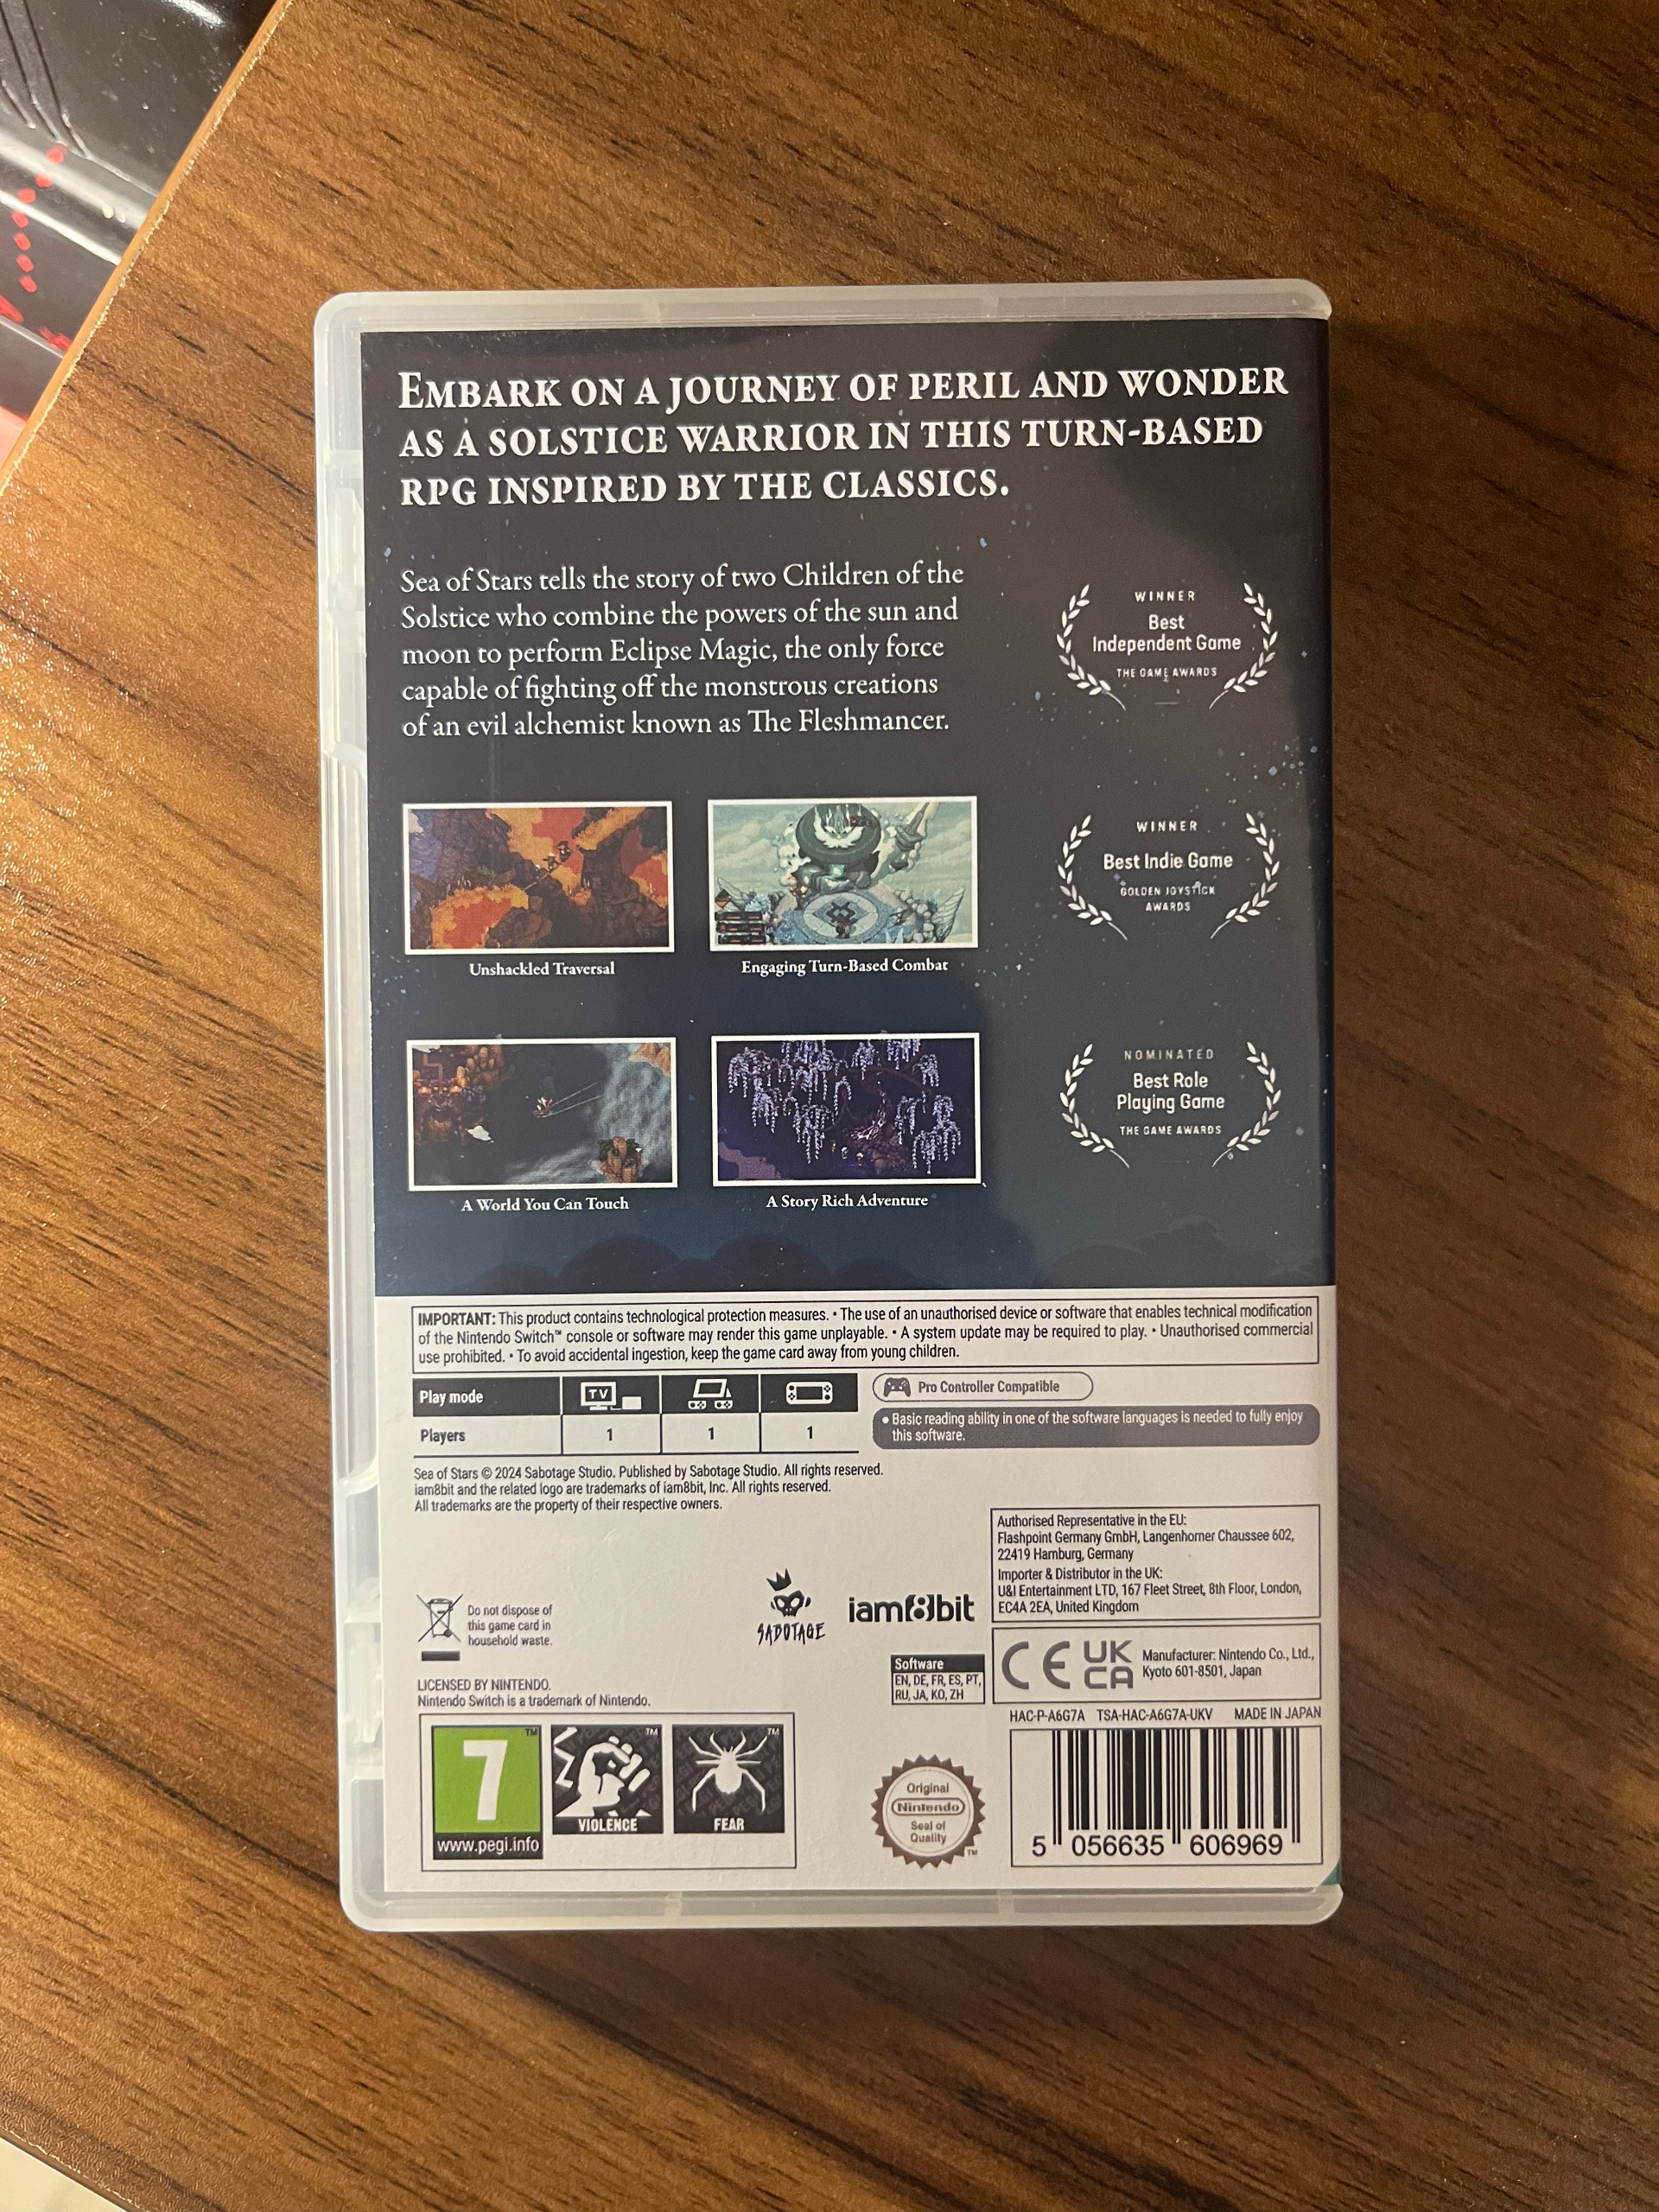 EMBARK ON A JOURNEY OF PERIL AND WONDER
AS A SOLSTICE WARRIOR IN THIS TURN-BASED
RPG INSPIRED BY THE CLASSICS.
Sea of Stars tells the story of two Children of the
Solstice who combine the powers of the sun and
moon to perform Eclipse Magic, the only force
capable of fighting off the monstrous creations
of an evil alchemist known as The Fleshmancer.
WINNER
Best
Independent Game
THE GAME AWARDS
WINNER
Best Indie Game
GOLDEN JOYSTICK
AWARDS
NOMINATED
Best Role
Playing Game
THE GAME AWARDS
Unshackled Traversal
Engaging Turn-Based Combat
A World You Can Touch
A Story Rich Adventure
IMPORTANT: This product contains technological protection measures. • The use of an unauthorised device or software that enables technical modification
of the Nintendo Switch™ console or software may render this game unplayable. • A system update may be required to play. • Unauthorised commercial
use prohibited. • To avoid accidental ingestion, keep the game card away from young children.
Play mode
TV
Players
1
1
1
Pro Controller Compatible
• Basic reading ability in one of the software languages is needed to fully enjoy
this software.
Sea of Stars © 2024 Sabotage Studio. Published by Sabotage Studio. All rights reserved.
iam8bit and the related logo are trademarks of iam8bit, Inc. All rights reserved.
All trademarks are the property of their respective owners.
Authorised Representative in the EU:
Flashpoint Germany GmbH, Langenhorner Chaussee 602,
22419 Hamburg, Germany
Importer & Distributor in the UK:
U&I Entertainment LTD, 167 Fleet Street, 8th Floor, London,
EC4A 2EA, United Kingdom
Do not dispose of
this game card in
household waste.
SABOTAGE
iam8bit
Software
EN, DE, FR, ES, PT,
RU, JA, KO, ZH
CE
UK
CA
Manufacturer: Nintendo Co., Ltd.,
Kyoto 601-8501, Japan
LICENSED BY NINTENDO.
Nintendo Switch is a trademark of Nintendo.
HAC-P-A6G7A TSA-HAC-A6G7A-UKV MADE IN JAPAN
7
TM
www.pegi.info
TM
VIOLENCE
TM
FEAR
Original
Nintendo
Seal of
Quality
TM
5 056635 606969